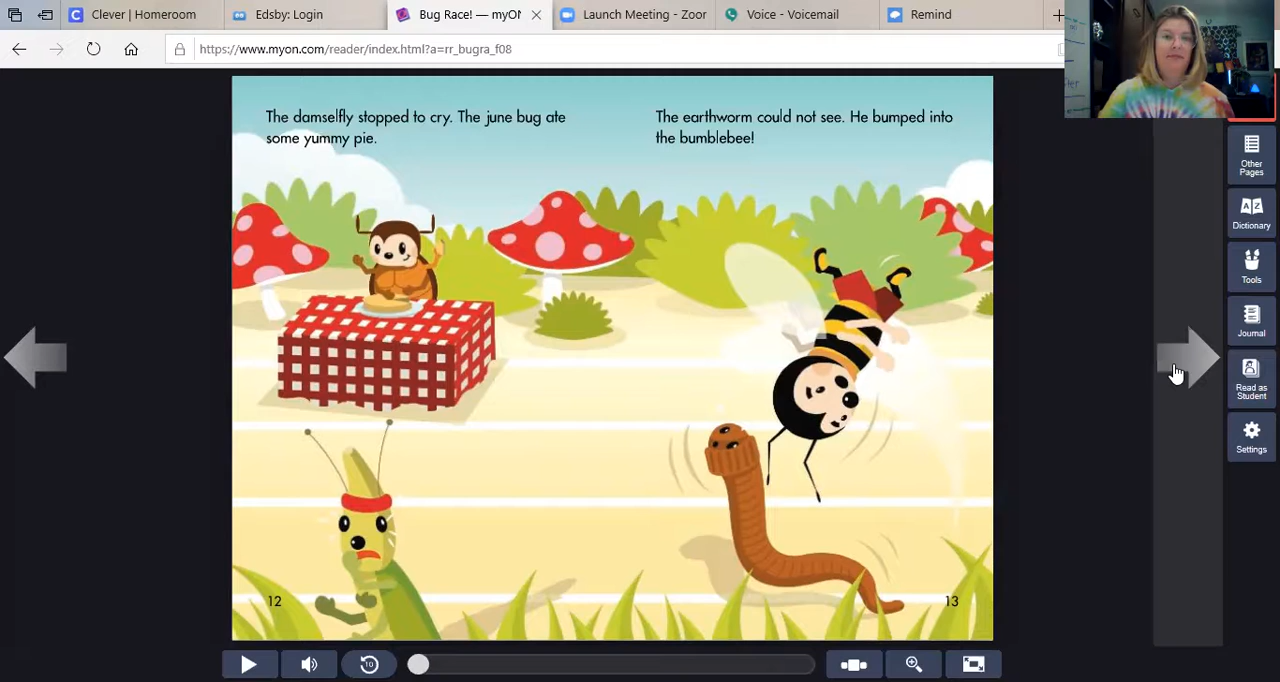 Clever | Homeroom
Edsby: Login
Bug Race! — myON
Launch Meeting - Zoor
Voice - Voicemail
Remind
https://www.myon.com/reader/index.html?a=rr_bugra_f08
The damselfly stopped to cry. The june bug ate
some yummy pie.
The earthworm could not see. He bumped into
the bumblebee!
12
13
Other
Pages
A Z
Dictionary
Tools
Journal
Read as
Student
Settings
10